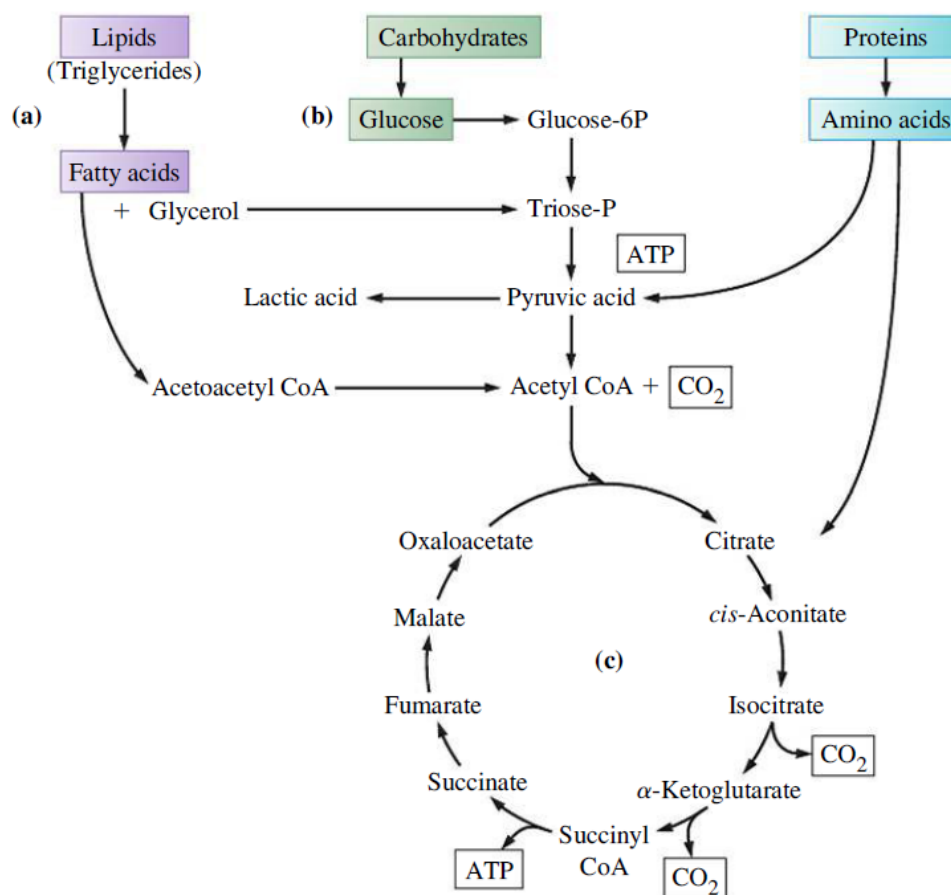 Lipids
(Triglycerides)
Carbohydrates
Proteins
(a)
(b)
Glucose
Glucose-6P
Amino acids
Fatty acids
+ Glycerol
Triose-P
ATP
Lactic acid
Pyruvic acid
Acetoacetyl CoA
Acetyl CoA + CO₂
Oxaloacetate
Citrate
Malate
cis-Aconitate
(c)
Fumarate
Isocitrate
CO₂
Succinate
α-Ketoglutarate
Succinyl
CoA
ATP
CO₂